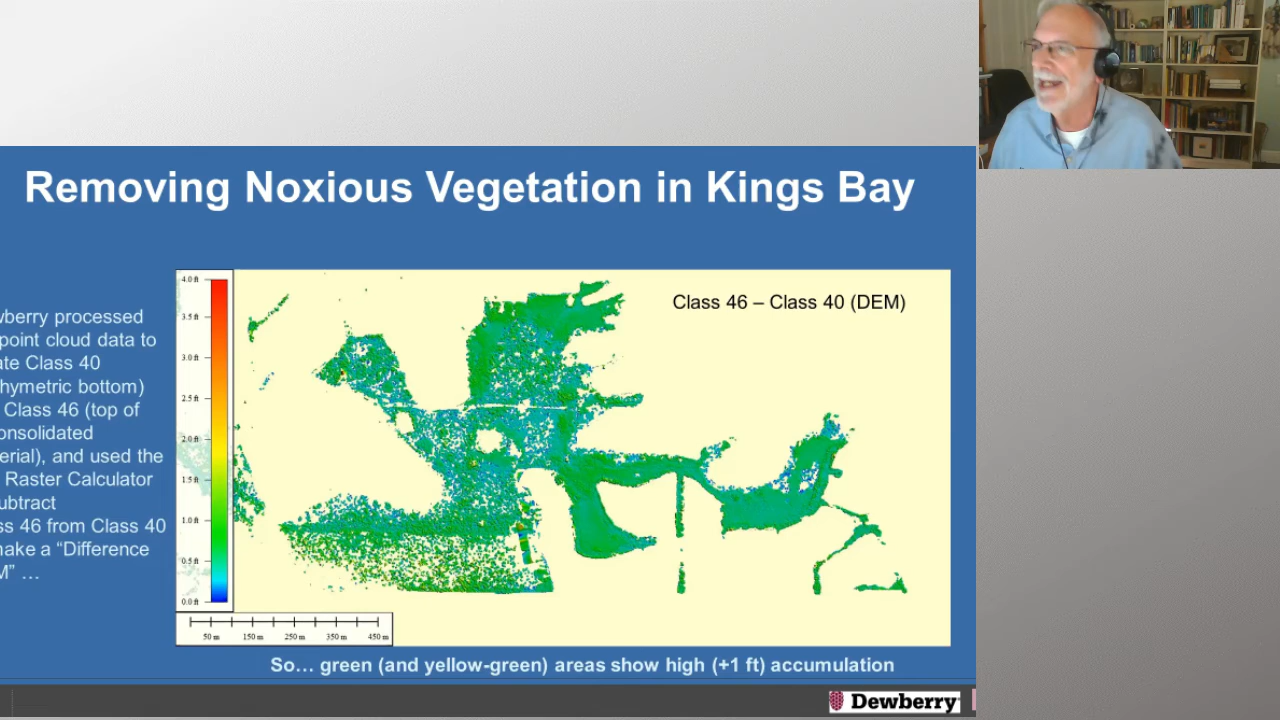 Removing Noxious Vegetation in Kings Bay
wberry processed
point cloud data to
ate Class 40
hymetric bottom)
Class 46 (top of
onsolidated
erial), and used the
Raster Calculator
ubtract
ss 46 from Class 40
nake a “Difference
M” …
Class 46 – Class 40 (DEM)
4.0 ft
3.5 ft
3.0 ft
2.5 ft
2.0 ft
1.5 ft
1.0 ft
0.5 ft
0.0 ft
50 m 150 m 250 m 350 m 450 m
So… green (and yellow-green) areas show high (+1 ft) accumulation
Dewberry